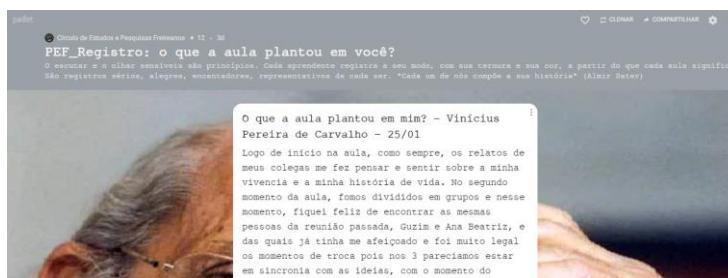 padlet
CLONAR COMPARTILHAR
Círculo de Estudos e Pesquisas Freireanos • 12 • 3d
PEF_Registro: o que a aula plantou em você?
O escutar e o olhar sensíveis são princípios. Cada aprendente registra a seu modo, com sua ternura e sua cor, a partir do que cada aula signific
São registros sérios, alegres, encantadores, representativos de cada ser. "Cada um de nós compõe a sua história" (Almir Sater)
O que a aula plantou em mim? - Vinícius
Pereira de Carvalho - 25/01
Logo de início na aula, como sempre, os relatos de
meus colegas me fez pensar e sentir sobre a minha
vivencia e a minha história de vida. No segundo
momento da aula, fomos divididos em grupos e nesse
momento, fiquei feliz de encontrar as mesmas
pessoas da reunião passada, Guzim e Ana Beatriz, e
das quais já tinha me afeiçoado e foi muito legal
os momentos de troca pois nos 3 pareciamos estar
em sincronia com as ideias, com o momento do